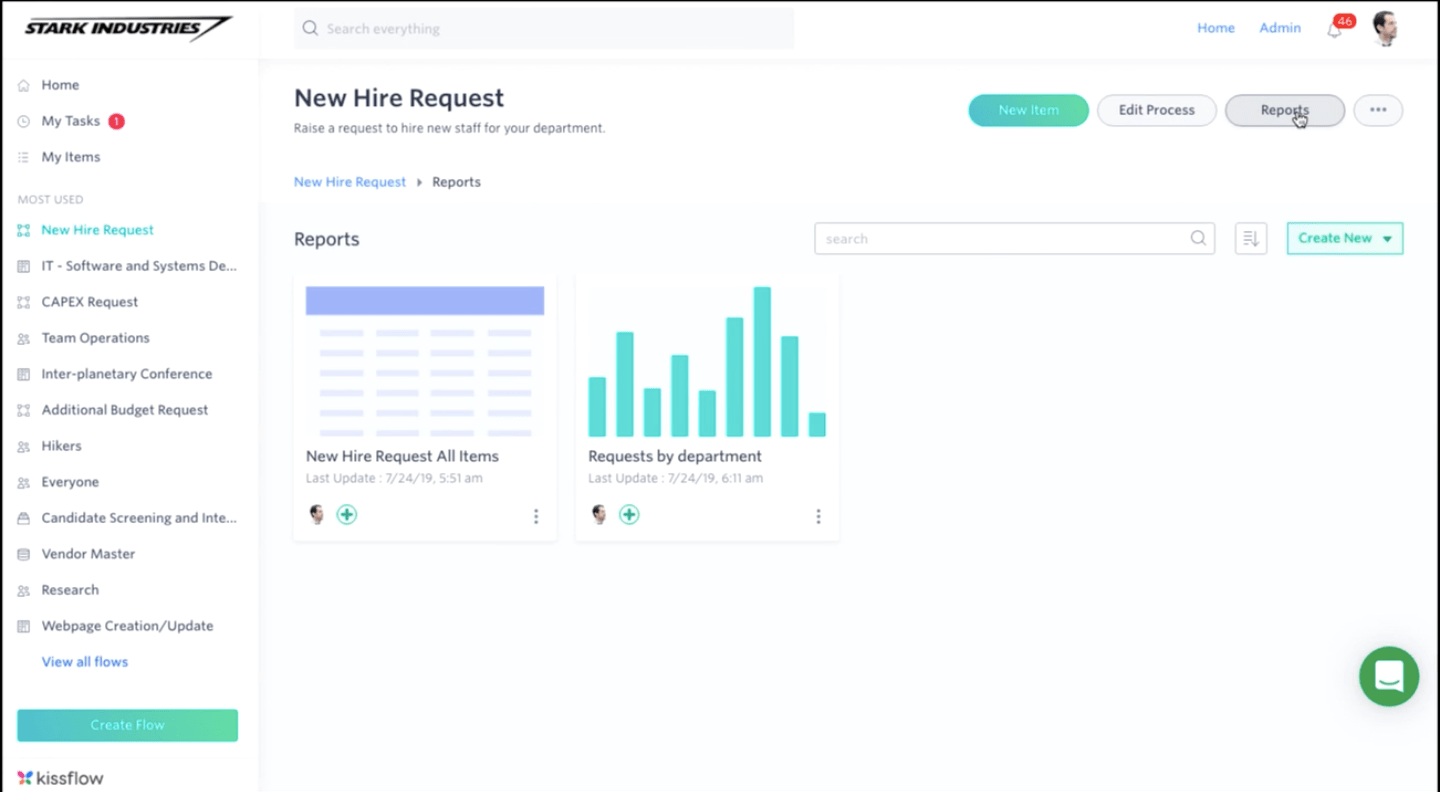 STARK INDUSTRIES
Search everything
Home
Admin
46
Home
My Tasks 1
My Items
MOST USED
New Hire Request
IT - Software and Systems De...
CAPEX Request
Team Operations
Inter-planetary Conference
Additional Budget Request
Hikers
Everyone
Candidate Screening and Inte...
Vendor Master
Research
Webpage Creation/Update
View all flows
Create Flow
kissflow
New Hire Request
Raise a request to hire new staff for your department.
New Item
Edit Process
Reports
New Hire Request Reports
Reports
search
Create New
New Hire Request All Items
Last Update : 7/24/19, 5:51 am
Requests by department
Last Update : 7/24/19, 6:11 am